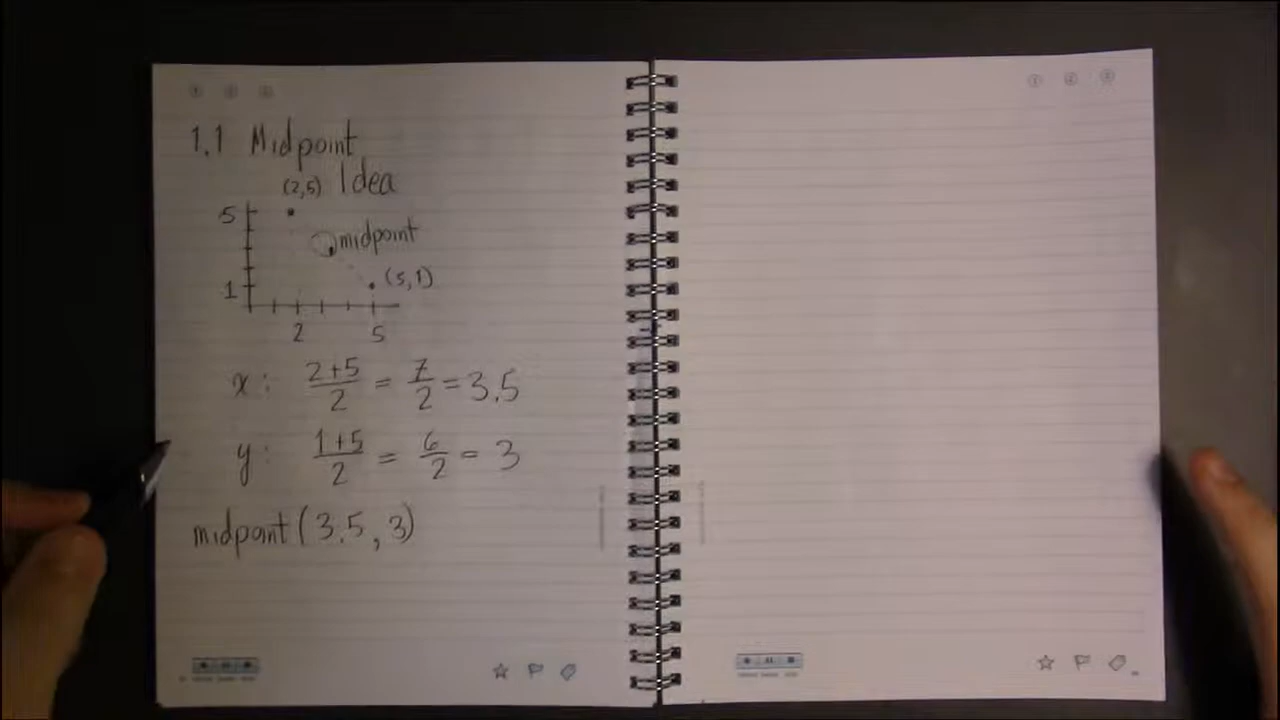 1.1 Midpoint
Idea
(2,5)
5
midpoint
(5,1)
1
2 5
x: 2+5/2 = 7/2 = 3.5
y: 1+5/2 = 6/2 = 3
midpoint (3.5, 3)